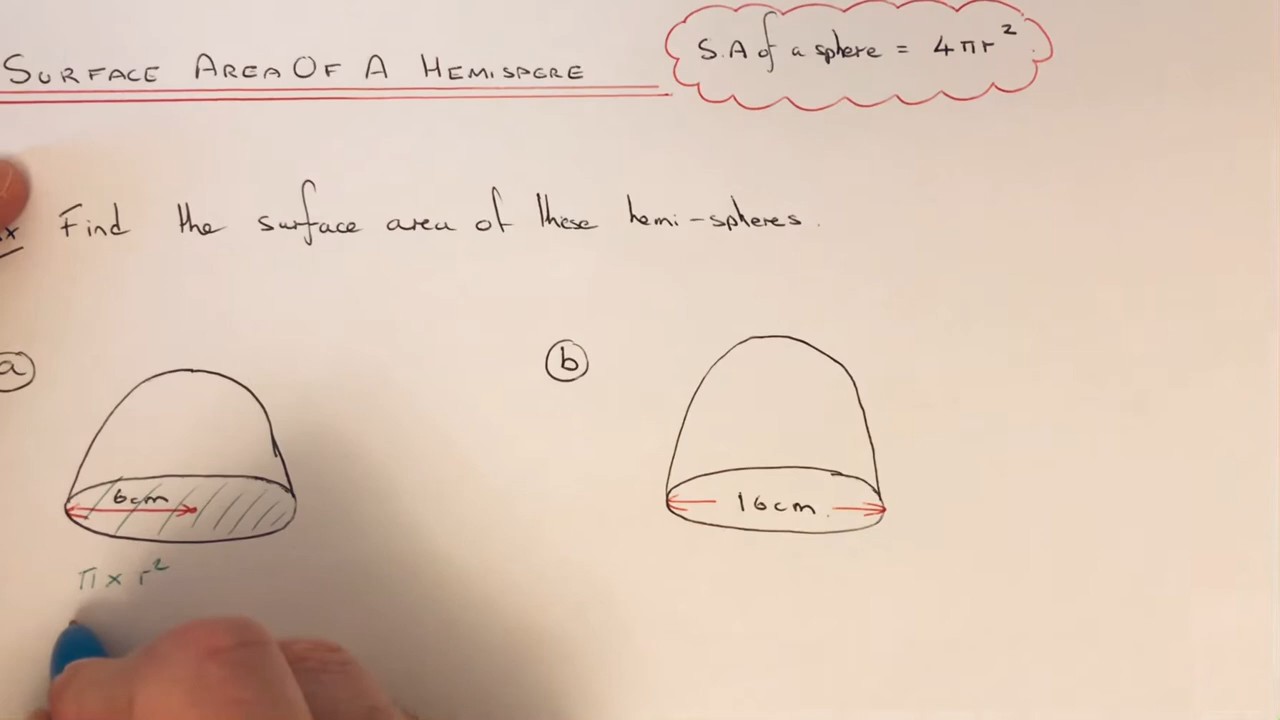 SURFACE AREA OF A HEMISPERE
S.A of a sphere = 4πr²
Find the surface area of these hemi-spheres.
a
b
6cm
16cm
π x r²